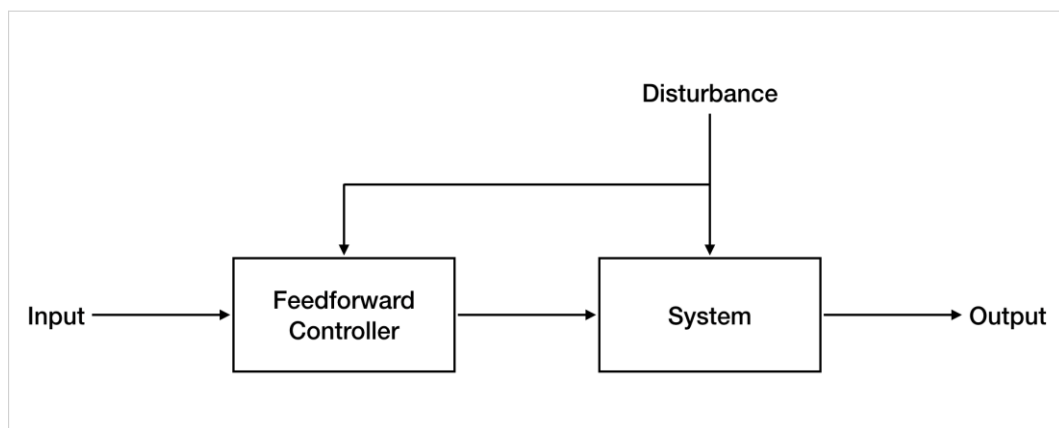 Disturbance
Input
Feedforward
Controller
System
Output